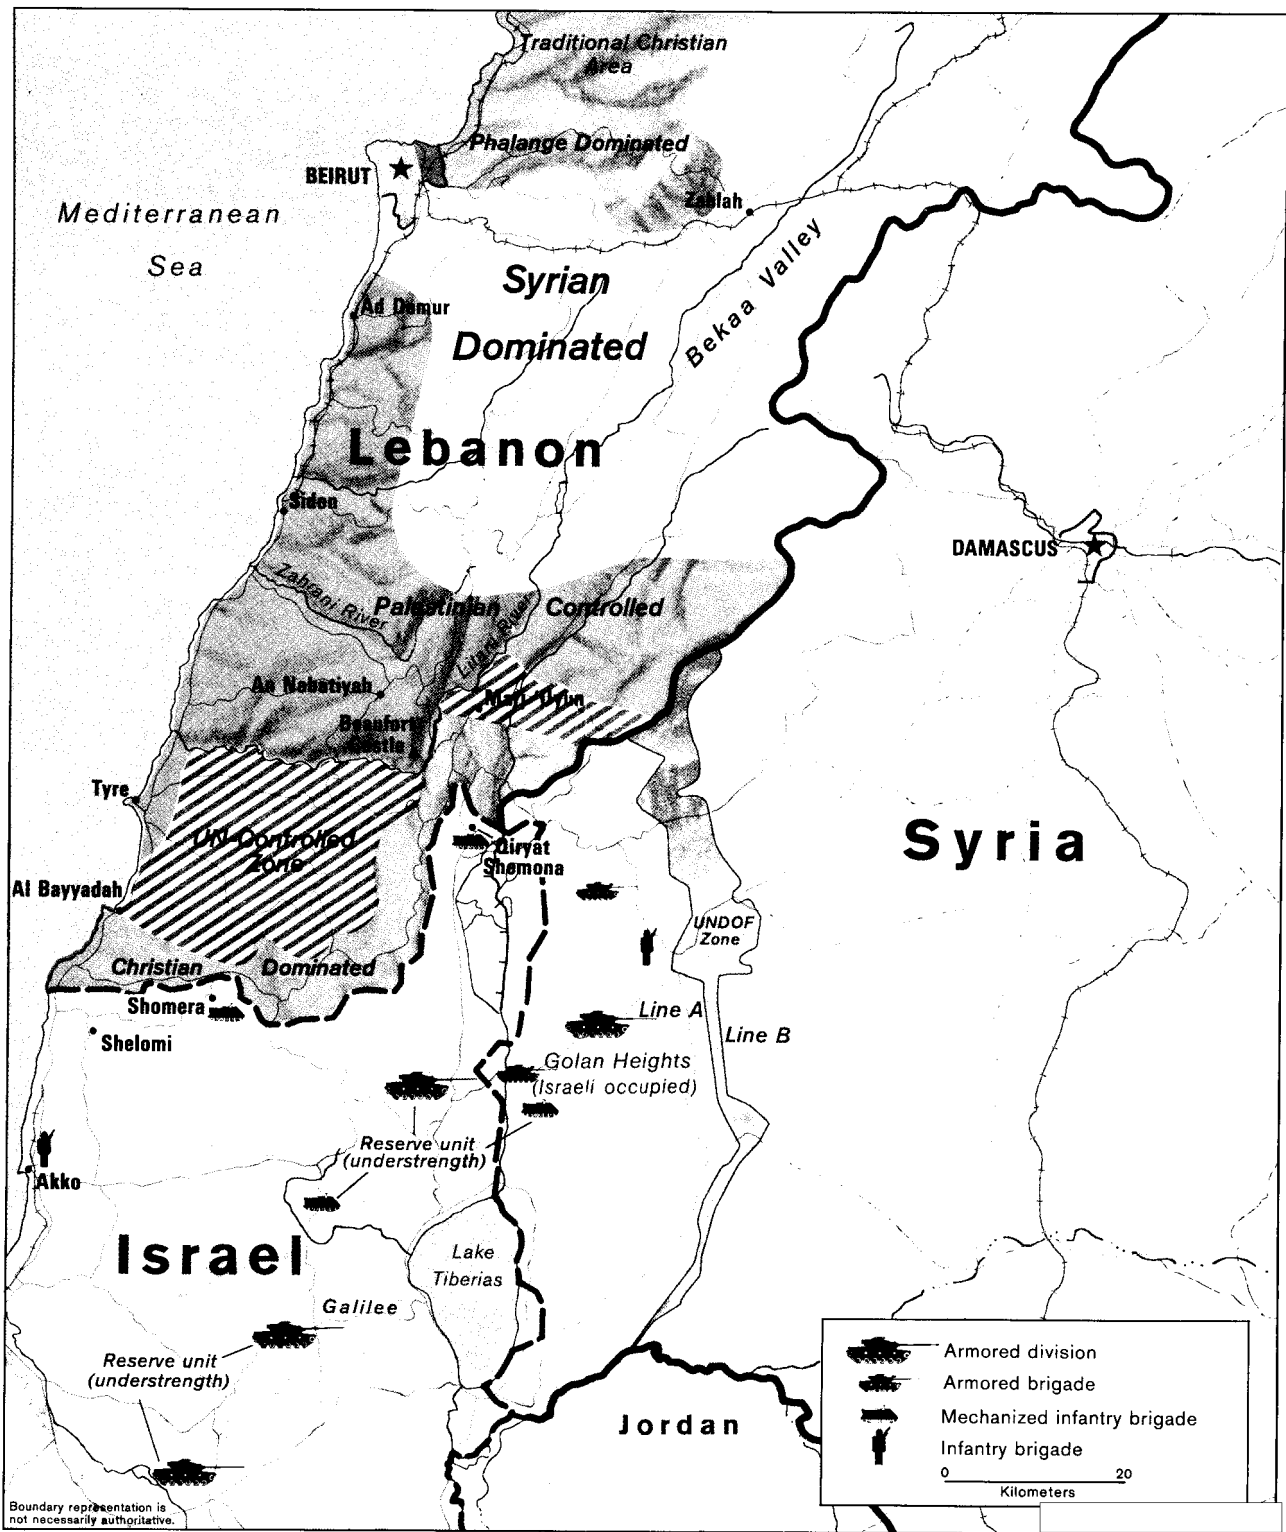 Traditional Christian
Area
Phalange Dominated
BEIRUT
Zahlah
Mediterranean
Sea
Syrian
Dominated
Bekaa Valley
Ad Damur
Lebanon
Sidon
DAMASCUS
Zahrani River
Palestinian
Controlled
Litani River
An Nabatiyah
Marj 'Uyun
Beaufort
Castle
Tyre
UN-Controlled
Zone
Syria
Qiryat
Shemona
Al Bayyadah
UNDOF
Zone
Christian
Dominated
Shomera
Line A
Shelomi
Line B
Golan Heights
(Israeli occupied)
Reserve unit
(understrength)
Akko
Israel
Lake
Tiberias
Galilee
Reserve unit
(understrength)
Jordan
Armored division
Armored brigade
Mechanized infantry brigade
Infantry brigade
0 20
Kilometers
Boundary representation is
not necessarily authoritative.